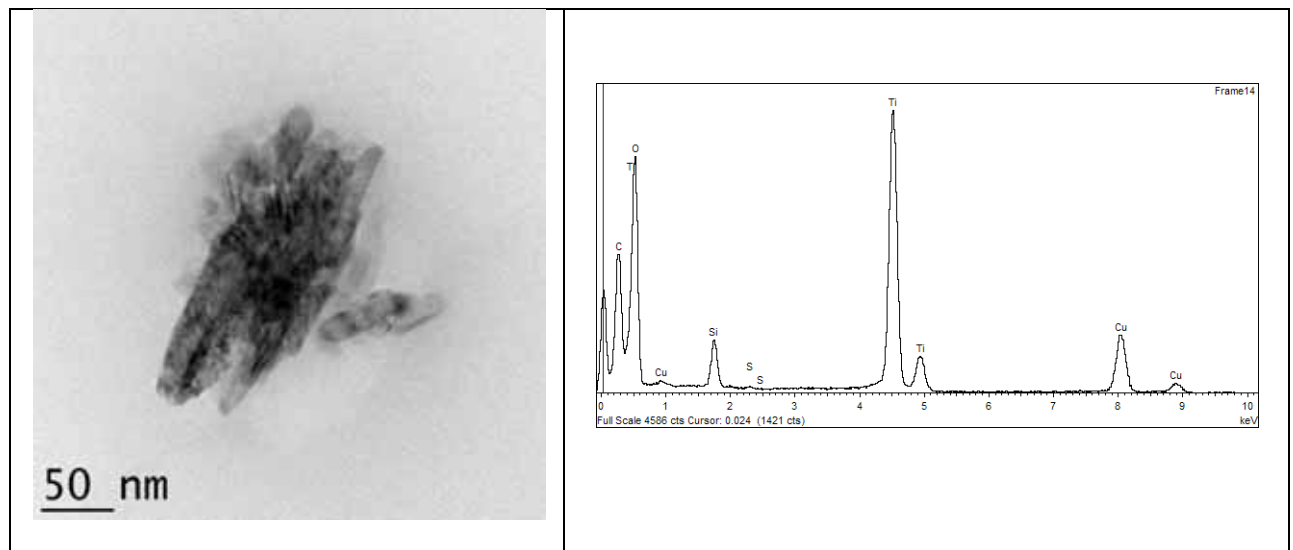 50 nm
Frame14
Ti
O
Ti
C
Si
Cu
S
S
Ti
Cu
Cu
0 1 2 3 4 5 6 7 8 9 10
Full Scale 4586 cts Cursor: 0.024 (1421 cts) keV